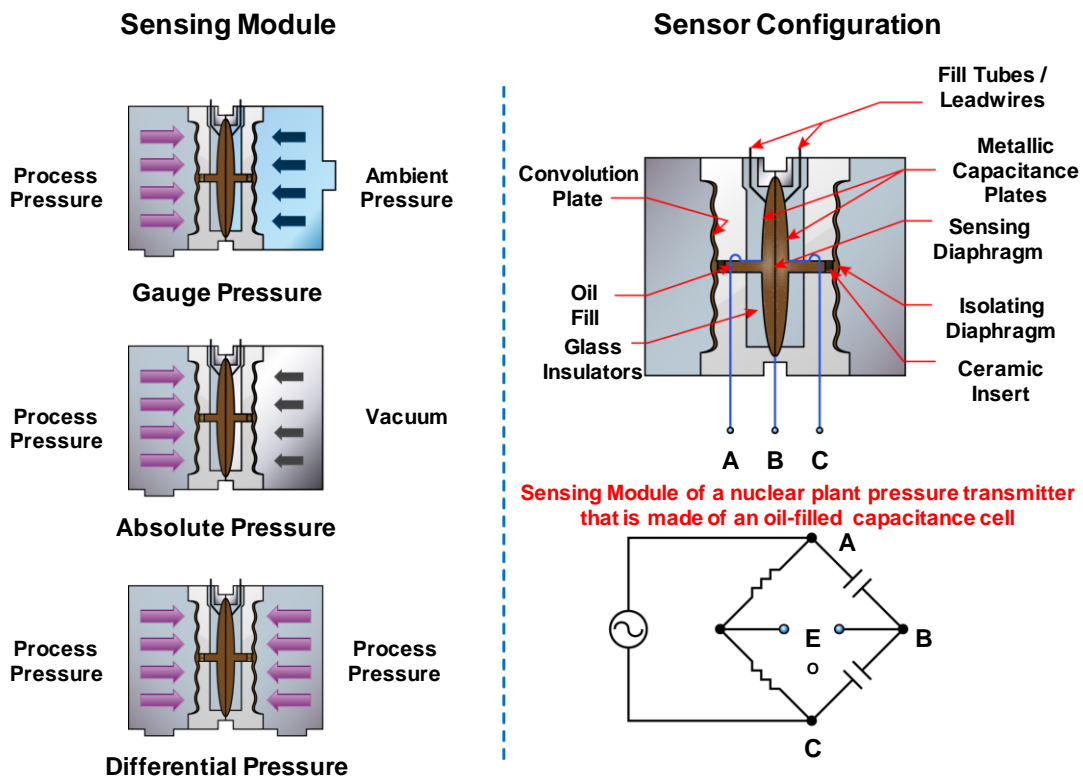 Sensing Module
Process
Pressure
Ambient
Pressure
Gauge Pressure
Process
Pressure
Vacuum
Absolute Pressure
Process
Pressure
Process
Pressure
Differential Pressure
Sensor Configuration
Fill Tubes /
Leadwires
Convolution
Plate
Metallic
Capacitance
Plates
Sensing
Diaphragm
Oil
Fill
Isolating
Diaphragm
Glass
Insulators
Ceramic
Insert
A B C
Sensing Module of a nuclear plant pressure transmitter
that is made of an oil-filled capacitance cell
A
E
o
B
C